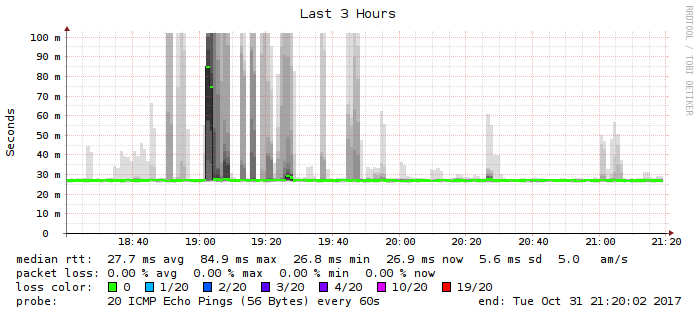 Last 3 Hours
RRDTOOL / TOBI OETIKER
Seconds
100 m
90 m
80 m
70 m
60 m
50 m
40 m
30 m
20 m
10 m
0
18:40 19:00 19:20 19:40 20:00 20:20 20:40 21:00 21:20
median rtt: 27.7 ms avg 84.9 ms max 26.8 ms min 26.9 ms now 5.6 ms sd 5.0 am/s
packet loss: 0.00 % avg 0.00 % max 0.00 % min 0.00 % now
loss color: 0 1/20 2/20 3/20 4/20 10/20 19/20
probe: 20 ICMP Echo Pings (56 Bytes) every 60s end: Tue Oct 31 21:20:02 2017